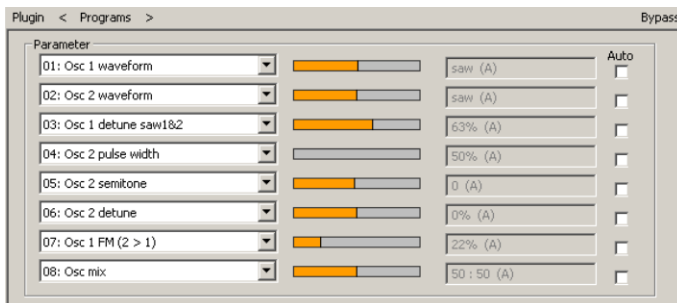 Plugin < Programs > Bypass
Parameter
Auto
01: Osc 1 waveform saw (A)
02: Osc 2 waveform saw (A)
03: Osc 1 detune saw1&2 63% (A)
04: Osc 2 pulse width 50% (A)
05: Osc 2 semitone 0 (A)
06: Osc 2 detune 0% (A)
07: Osc 1 FM (2 > 1) 22% (A)
08: Osc mix 50 : 50 (A)